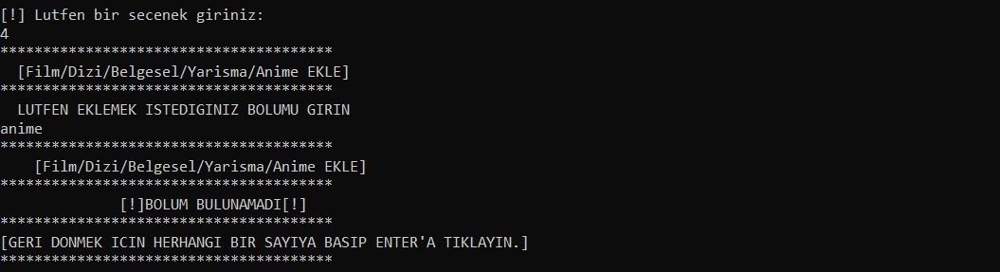 [!] Lutfen bir secenek giriniz:
4
***************************************
[Film/Dizi/Belgesel/Yarisma/Anime EKLE]
***************************************
LUTFEN EKLEMEK ISTEDIGINIZ BOLUMU GIRIN
anime
***************************************
[Film/Dizi/Belgesel/Yarisma/Anime EKLE]
***************************************
[!]BOLUM BULUNAMADI[!]
***************************************
[GERI DONMEK ICIN HERHANGI BIR SAYIYA BASIP ENTER'A TIKLAYIN.]
***************************************